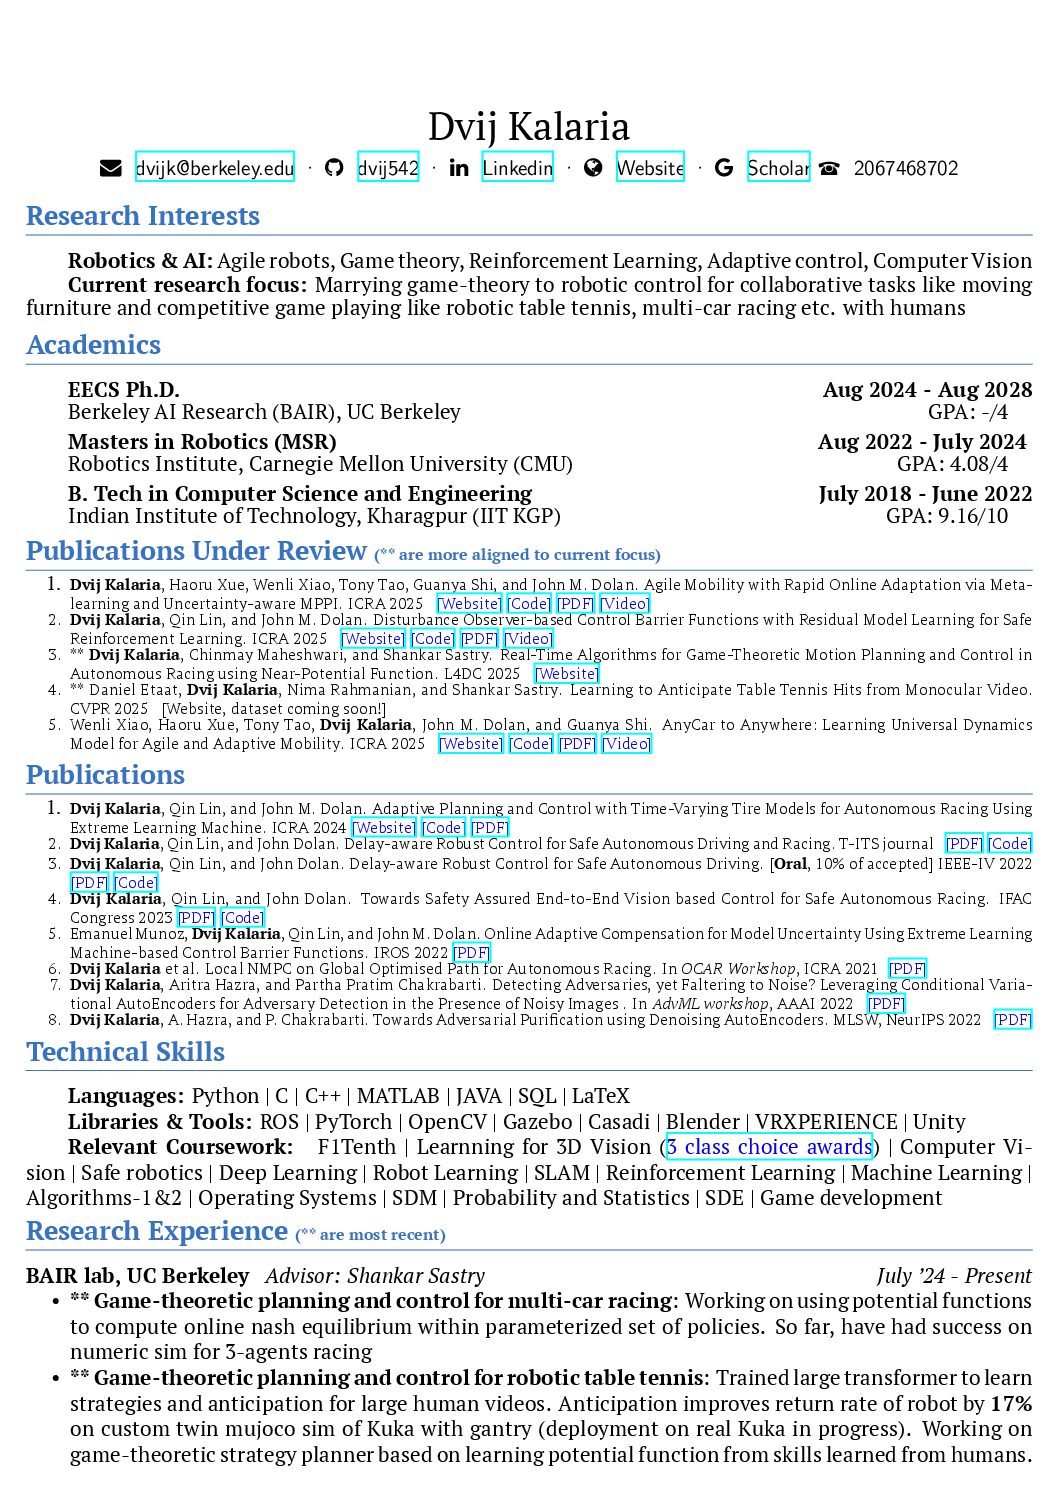 Dvij Kalaria
dvijk@berkeley.edu · dvij542 · Linkedin · Website · Scholar 2067468702
Research Interests
Robotics & AI: Agile robots, Game theory, Reinforcement Learning, Adaptive control, Computer Vision
Current research focus: Marrying game-theory to robotic control for collaborative tasks like moving
furniture and competitive game playing like robotic table tennis, multi-car racing etc. with humans
Academics
EECS Ph.D. Aug 2024 - Aug 2028
Berkeley AI Research (BAIR), UC Berkeley GPA: -/4
Masters in Robotics (MSR) Aug 2022 - July 2024
Robotics Institute, Carnegie Mellon University (CMU) GPA: 4.08/4
B. Tech in Computer Science and Engineering July 2018 - June 2022
Indian Institute of Technology, Kharagpur (IIT KGP) GPA: 9.16/10
Publications Under Review (** are more aligned to current focus)
1. Dvij Kalaria, Haoru Xue, Wenli Xiao, Tony Tao, Guanya Shi, and John M. Dolan. Agile Mobility with Rapid Online Adaptation via Meta-
learning and Uncertainty-aware MPPI. ICRA 2025 [Website] [Code] [PDF] [Video]
2. Dvij Kalaria, Qin Lin, and John M. Dolan. Disturbance Observer-based Control Barrier Functions with Residual Model Learning for Safe
Reinforcement Learning. ICRA 2025 [Website] [Code] [PDF] [Video]
3. ** Dvij Kalaria, Chinmay Maheshwari, and Shankar Sastry. Real-Time Algorithms for Game-Theoretic Motion Planning and Control in
Autonomous Racing using Near-Potential Function. L4DC 2025 [Website]
4. ** Daniel Etaat, Dvij Kalaria, Nima Rahmanian, and Shankar Sastry. Learning to Anticipate Table Tennis Hits from Monocular Video.
CVPR 2025 [Website, dataset coming soon!]
5. Wenli Xiao, Haoru Xue, Tony Tao, Dvij Kalaria, John M. Dolan, and Guanya Shi. AnyCar to Anywhere: Learning Universal Dynamics
Model for Agile and Adaptive Mobility. ICRA 2025 [Website] [Code] [PDF] [Video]
Publications
1. Dvij Kalaria, Qin Lin, and John M. Dolan. Adaptive Planning and Control with Time-Varying Tire Models for Autonomous Racing Using
Extreme Learning Machine. ICRA 2024 [Website] [Code] [PDF]
2. Dvij Kalaria, Qin Lin, and John Dolan. Delay-aware Robust Control for Safe Autonomous Driving and Racing. T-ITS journal [PDF] [Code]
3. Dvij Kalaria, Qin Lin, and John Dolan. Delay-aware Robust Control for Safe Autonomous Driving. [Oral, 10% of accepted] IEEE-IV 2022
[PDF] [Code]
4. Dvij Kalaria, Qin Lin, and John Dolan. Towards Safety Assured End-to-End Vision based Control for Safe Autonomous Racing. IFAC
Congress 2023 [PDF] [Code]
5. Emanuel Munoz, Dvij Kalaria, Qin Lin, and John M. Dolan. Online Adaptive Compensation for Model Uncertainty Using Extreme Learning
Machine-based Control Barrier Functions. IROS 2022 [PDF]
6. Dvij Kalaria et al. Local NMPC on Global Optimised Path for Autonomous Racing. In OCAR Workshop, ICRA 2021 [PDF]
7. Dvij Kalaria, Aritra Hazra, and Partha Pratim Chakrabarti. Detecting Adversaries, yet Faltering to Noise? Leveraging Conditional Varia-
tional AutoEncoders for Adversary Detection in the Presence of Noisy Images . In AdvML workshop, AAAI 2022 [PDF]
8. Dvij Kalaria, A. Hazra, and P. Chakrabarti. Towards Adversarial Purification using Denoising AutoEncoders. MLSW, NeurIPS 2022 [PDF]
Technical Skills
Languages: Python | C | C++ | MATLAB | JAVA | SQL | LaTeX
Libraries & Tools: ROS | PyTorch | OpenCV | Gazebo | Casadi | Blender | VRXPERIENCE | Unity
Relevant Coursework: F1Tenth | Learnning for 3D Vision (3 class choice awards) | Computer Vi-
sion | Safe robotics | Deep Learning | Robot Learning | SLAM | Reinforcement Learning | Machine Learning |
Algorithms-1&2 | Operating Systems | SDM | Probability and Statistics | SDE | Game development
Research Experience (** are most recent)
BAIR lab, UC Berkeley Advisor: Shankar Sastry July ’24 - Present
• ** Game-theoretic planning and control for multi-car racing: Working on using potential functions
to compute online nash equilibrium within parameterized set of policies. So far, have had success on
numeric sim for 3-agents racing
• ** Game-theoretic planning and control for robotic table tennis: Trained large transformer to learn
strategies and anticipation for large human videos. Anticipation improves return rate of robot by 17%
on custom twin mujoco sim of Kuka with gantry (deployment on real Kuka in progress). Working on
game-theoretic strategy planner based on learning potential function from skills learned from humans.